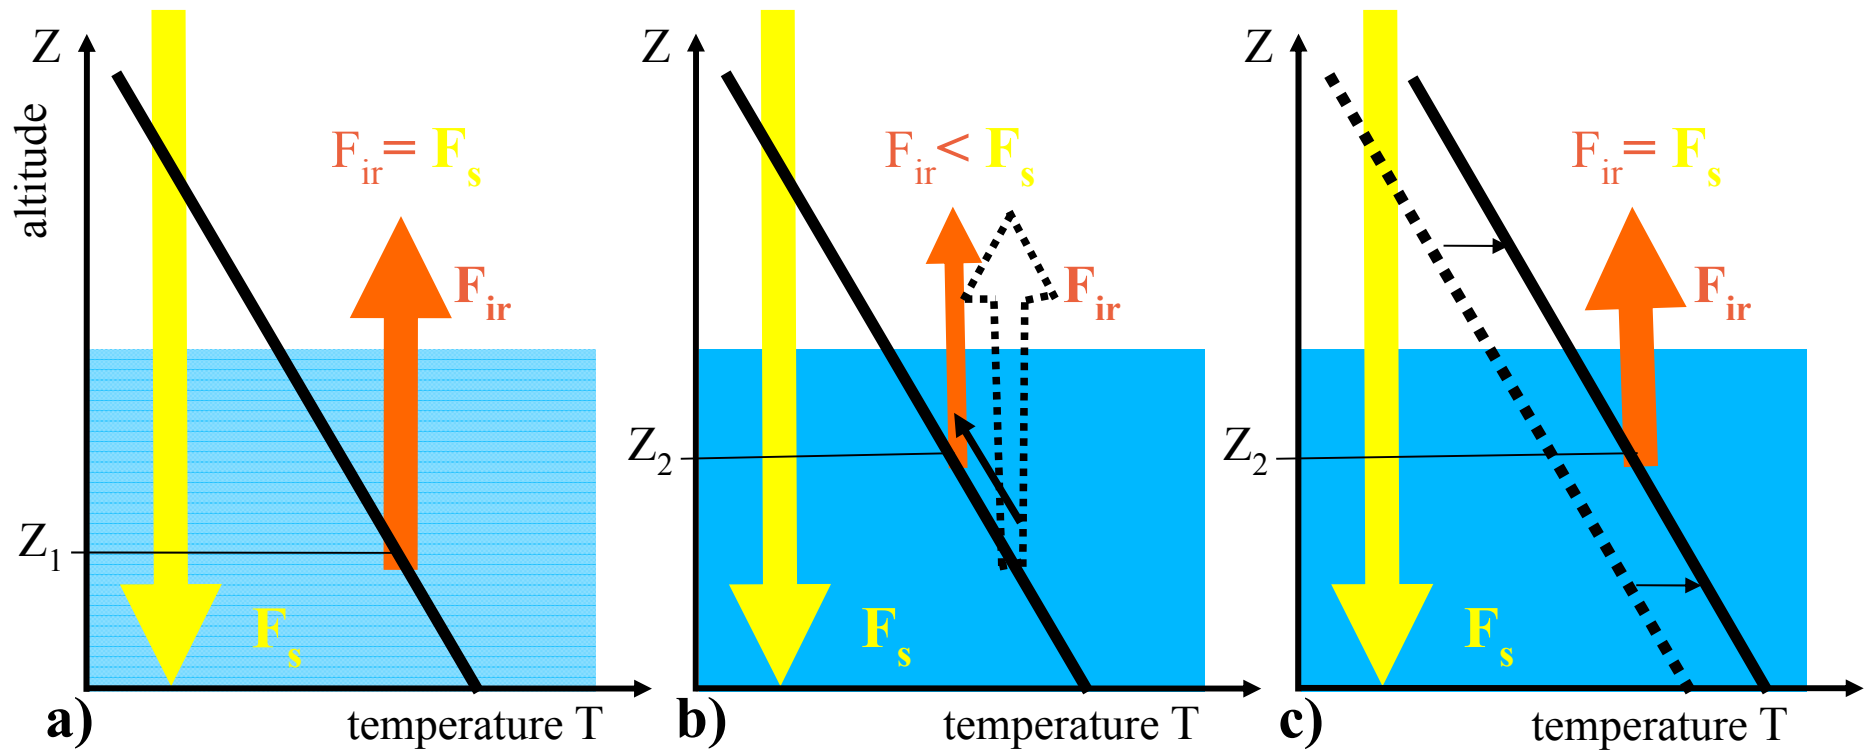 Z
altitude
F_ir = F_s
F_ir
Z_1
F_s
a)
temperature T
Z
F_ir < F_s
F_ir
Z_2
F_s
b)
temperature T
Z
F_ir = F_s
F_ir
Z_2
F_s
c)
temperature T